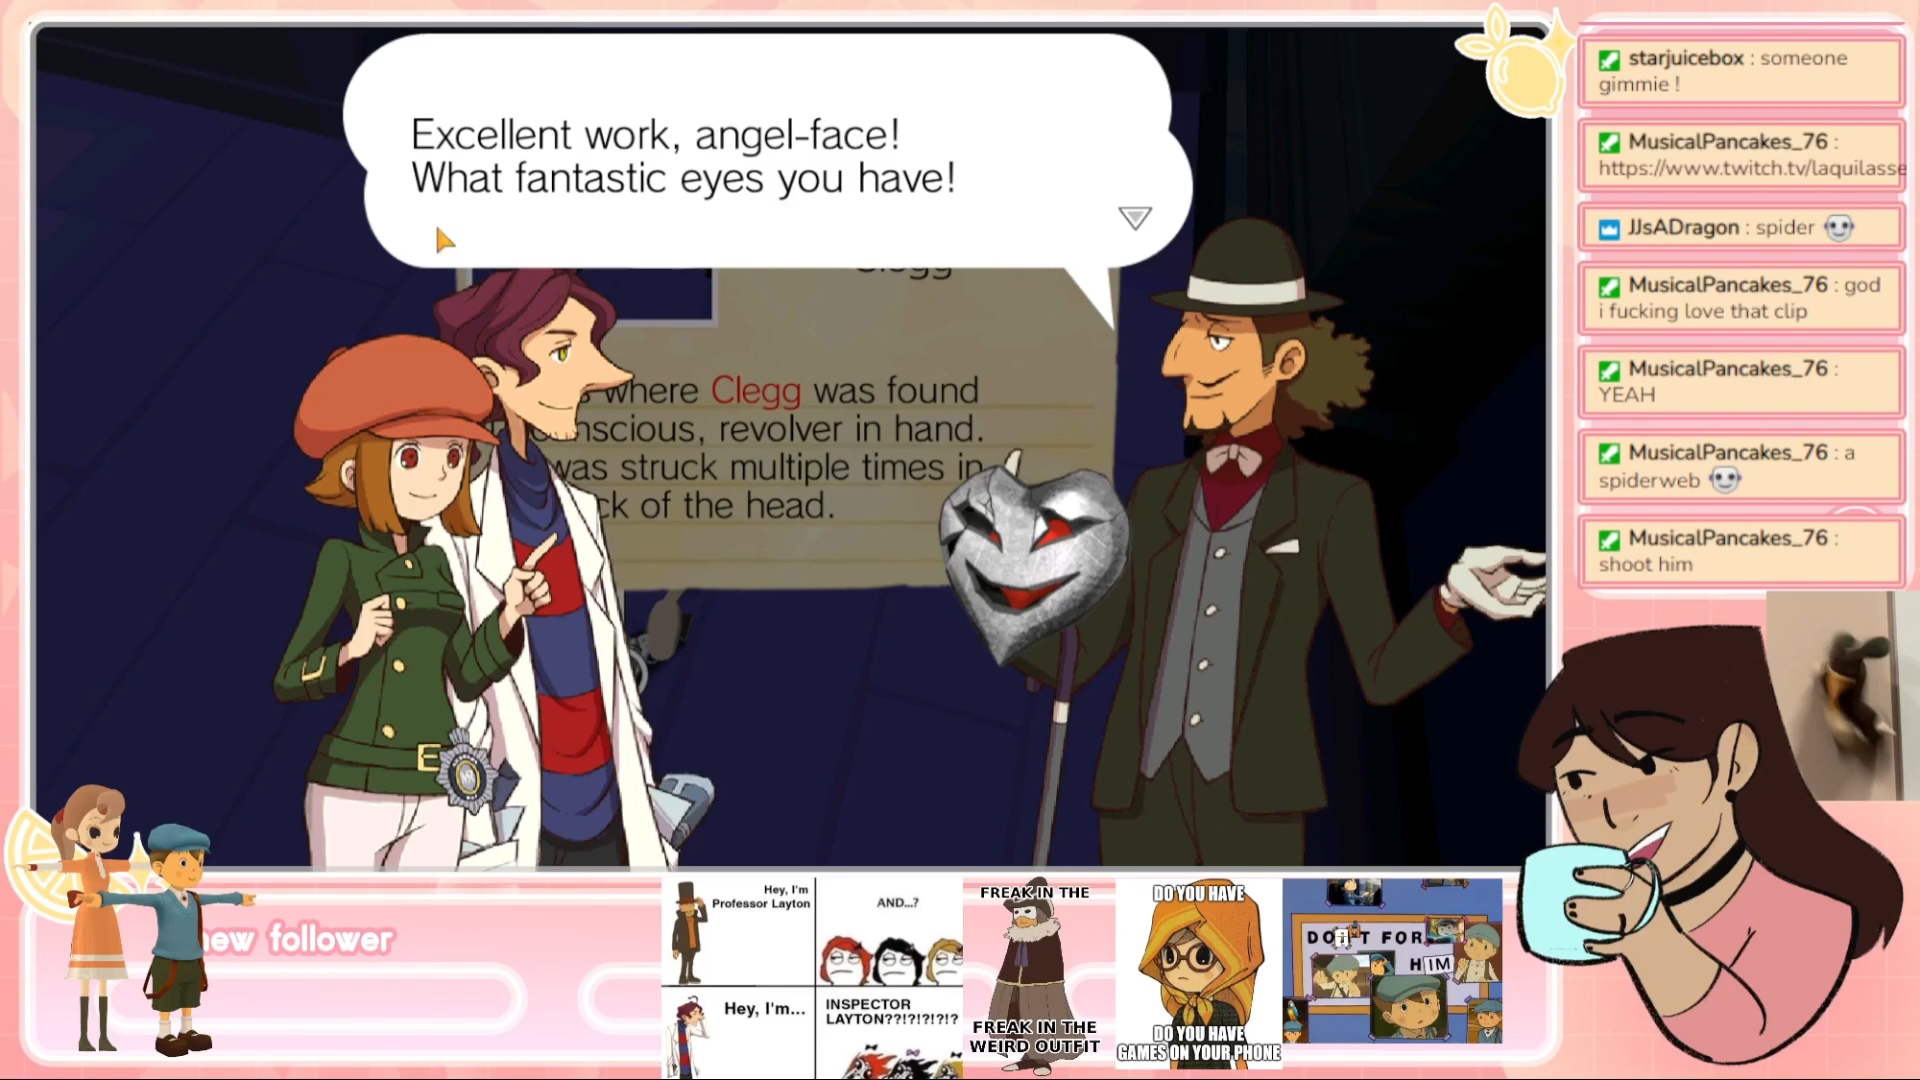 Excellent work, angel-face!
What fantastic eyes you have!
Clegg
where Clegg was found
nscious, revolver in hand.
was struck multiple times in
ck of the head.
starjuicebox : someone
gimmie !
MusicalPancakes_76 :
https://www.twitch.tv/laquilasse
JJsADragon : spider
MusicalPancakes_76 : god
i fucking love that clip
MusicalPancakes_76 :
YEAH
MusicalPancakes_76 : a
spiderweb
MusicalPancakes_76 :
shoot him
new follower
Hey, I'm
Professor Layton
AND...?
Hey, I'm...
INSPECTOR
LAYTON??!?!?!?!?
FREAK IN THE
FREAK IN THE
WEIRD OUTFIT
DO YOU HAVE
DO YOU HAVE
GAMES ON YOUR PHONE
T FOR
HIM